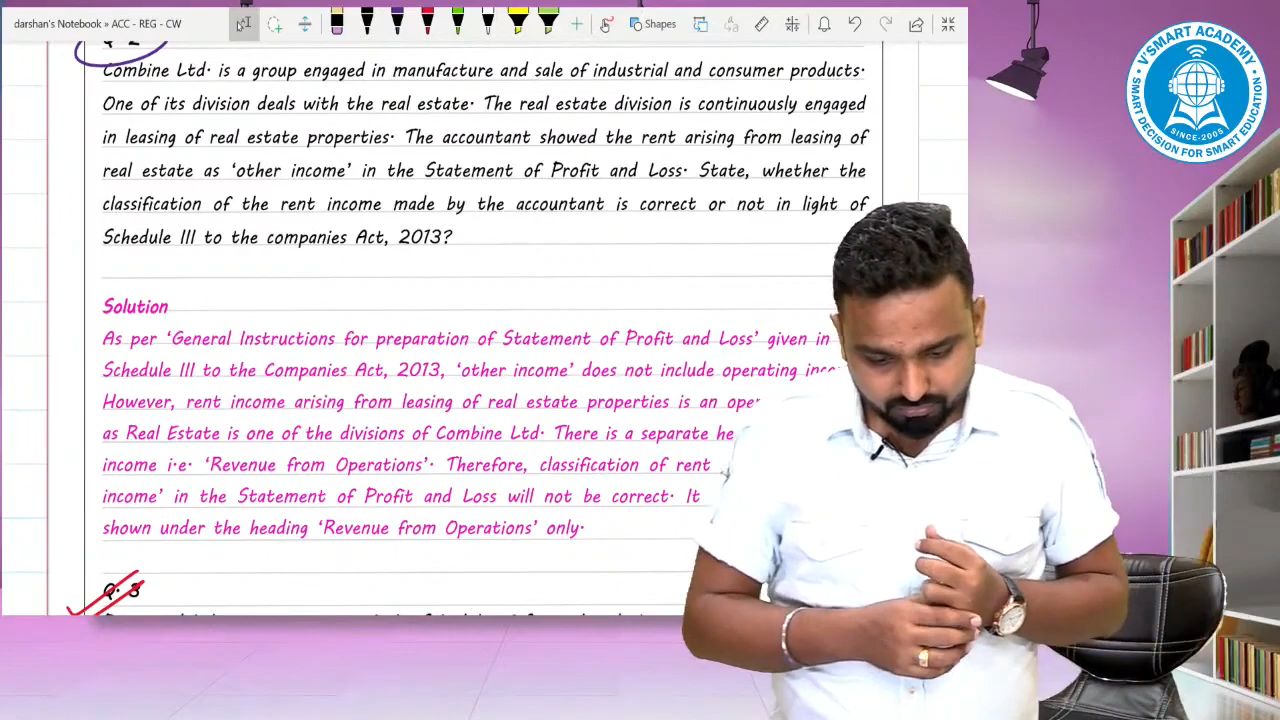 darshan's Notebook » ACC - REG - CW
Shapes
Q· 2
Combine Ltd· is a group engaged in manufacture and sale of industrial and consumer products·
One of its division deals with the real estate· The real estate division is continuously engaged
in leasing of real estate properties· The accountant showed the rent arising from leasing of
real estate as ‘other income’ in the Statement of Profit and Loss· State, whether the
classification of the rent income made by the accountant is correct or not in light of
Schedule III to the companies Act, 2013?
Solution
As per ‘General Instructions for preparation of Statement of Profit and Loss’ given in
Schedule III to the Companies Act, 2013, ‘other income’ does not include operating
However, rent income arising from leasing of real estate properties is an
as Real Estate is one of the divisions of Combine Ltd· There is a separate
income i·e· ‘Revenue from Operations’· Therefore, classification of rent
income’ in the Statement of Profit and Loss will not be correct· It
shown under the heading ‘Revenue from Operations’ only·
Q· 3
V'SMART ACADEMY
SINCE-2005
SMART DECISION FOR SMART EDUCATION